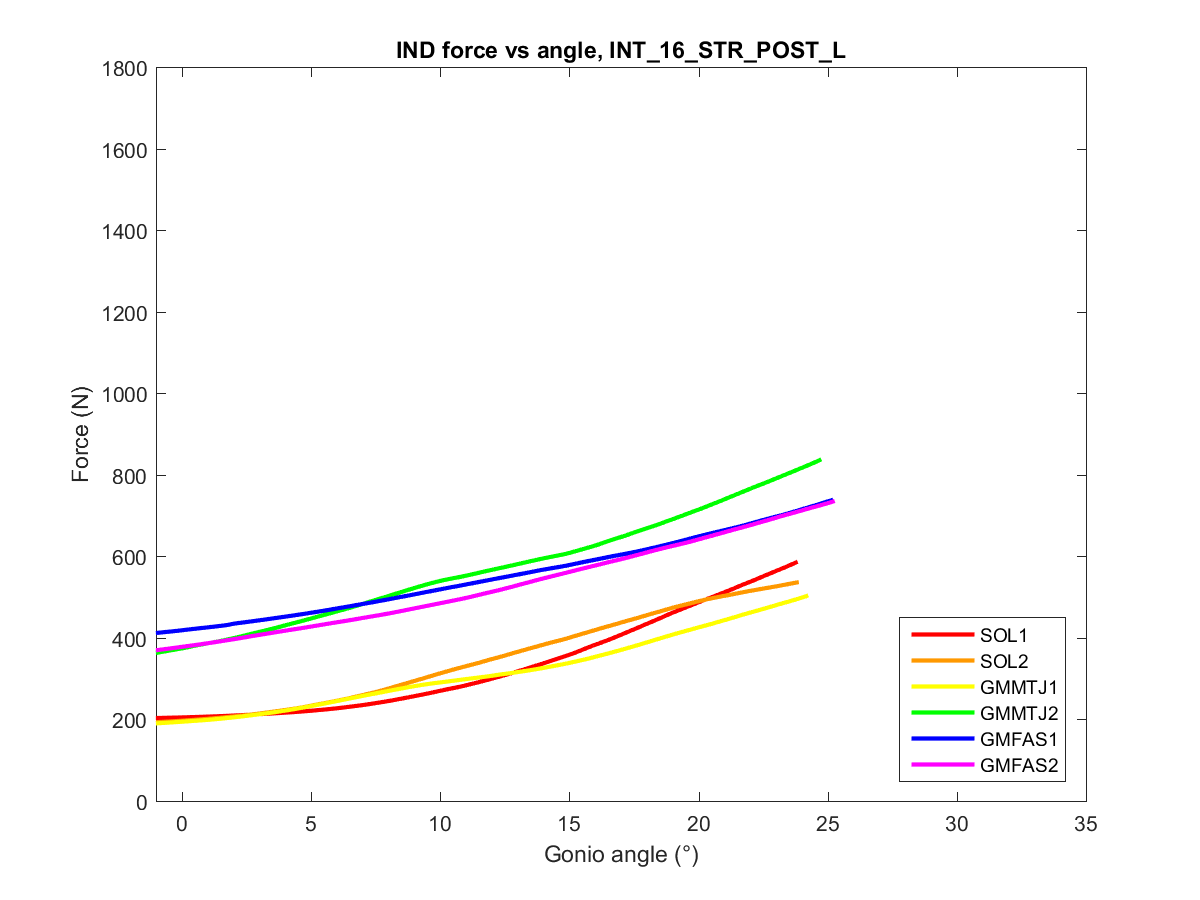 IND force vs angle, INT_16_STR_POST_L
1800
1600
1400
1200
1000
800
600
400
200
0
Force (N)
0 5 10 15 20 25 30 35
Gonio angle (°)
SOL1
SOL2
GMMTJ1
GMMTJ2
GMFAS1
GMFAS2